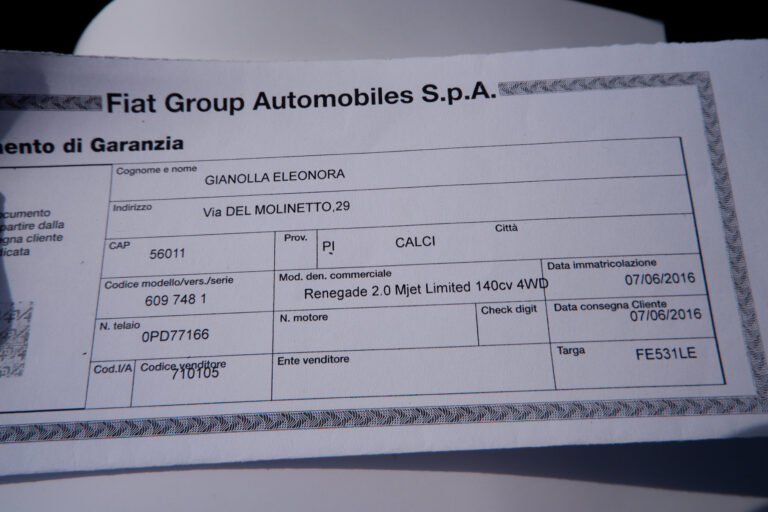 Fiat Group Automobiles S.p.A.
ento di Garanzia
Cognome e nome
GIANOLLA ELEONORA
Indirizzo
Via DEL MOLINETTO,29
CAP
56011
Prov.
PI
Città
CALCI
ocumento
partire dalla
gna cliente
dicata
Codice modello/vers./serie
609 748 1
Mod. den. commerciale
Renegade 2.0 Mjet Limited 140cv 4WD
Data immatricolazione
07/06/2016
N. telaio
0PD77166
N. motore
Check digit
Data consegna Cliente
07/06/2016
Cod.I/A
Codice venditore
710105
Ente venditore
Targa
FE531LE